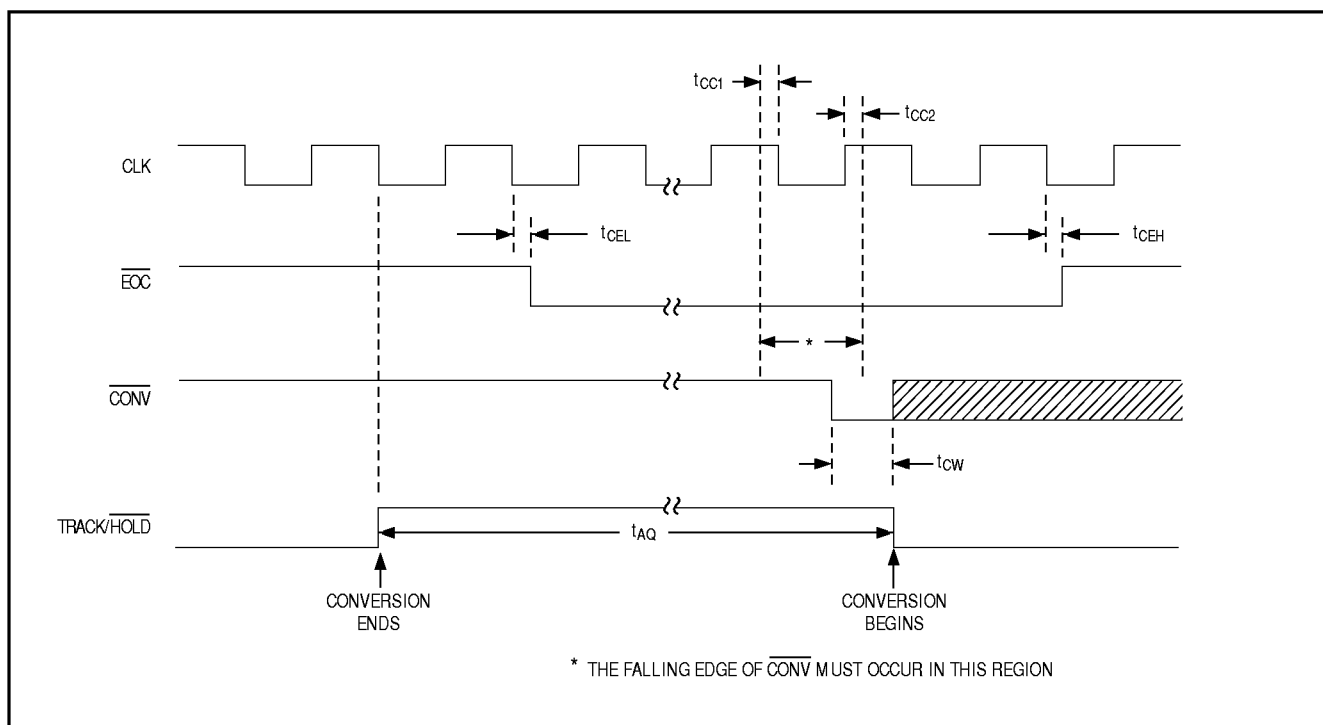 tCC1
tCC2
CLK
tCEL
tCEH
EOC
*
CONV
tCW
TRACK/HOLD
tAQ
CONVERSION
ENDS
CONVERSION
BEGINS
* THE FALLING EDGE OF CONV MUST OCCUR IN THIS REGION